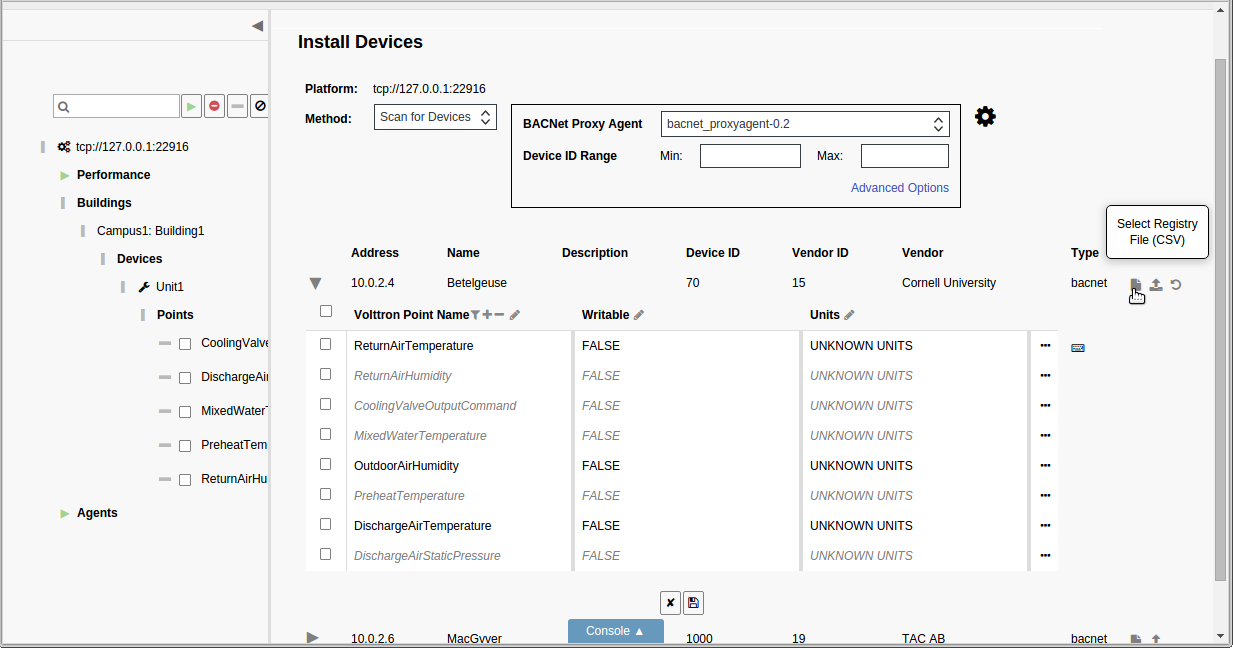 Install Devices
Platform: tcp://127.0.0.1:22916
Method: Scan for Devices
BACNet Proxy Agent bacnet_proxyagent-0.2
Device ID Range Min: Max:
Advanced Options
tcp://127.0.0.1:22916
Performance
Buildings
Campus1: Building1
Devices
Unit1
Points
CoolingValve
DischargeAi
MixedWaterT
PreheatTem
ReturnAirHu
Agents
Select Registry
File (CSV)
Address Name Description Device ID Vendor ID Vendor Type
10.0.2.4 Betelgeuse 70 15 Cornell University bacnet
Volttron Point Name Writable Units
ReturnAirTemperature FALSE UNKNOWN UNITS
ReturnAirHumidity FALSE UNKNOWN UNITS
CoolingValveOutputCommand FALSE UNKNOWN UNITS
MixedWaterTemperature FALSE UNKNOWN UNITS
OutdoorAirHumidity FALSE UNKNOWN UNITS
PreheatTemperature FALSE UNKNOWN UNITS
DischargeAirTemperature FALSE UNKNOWN UNITS
DischargeAirStaticPressure FALSE UNKNOWN UNITS
Console ▲
10.0.2.6 MacGyver 1000 19 TAC AB bacnet